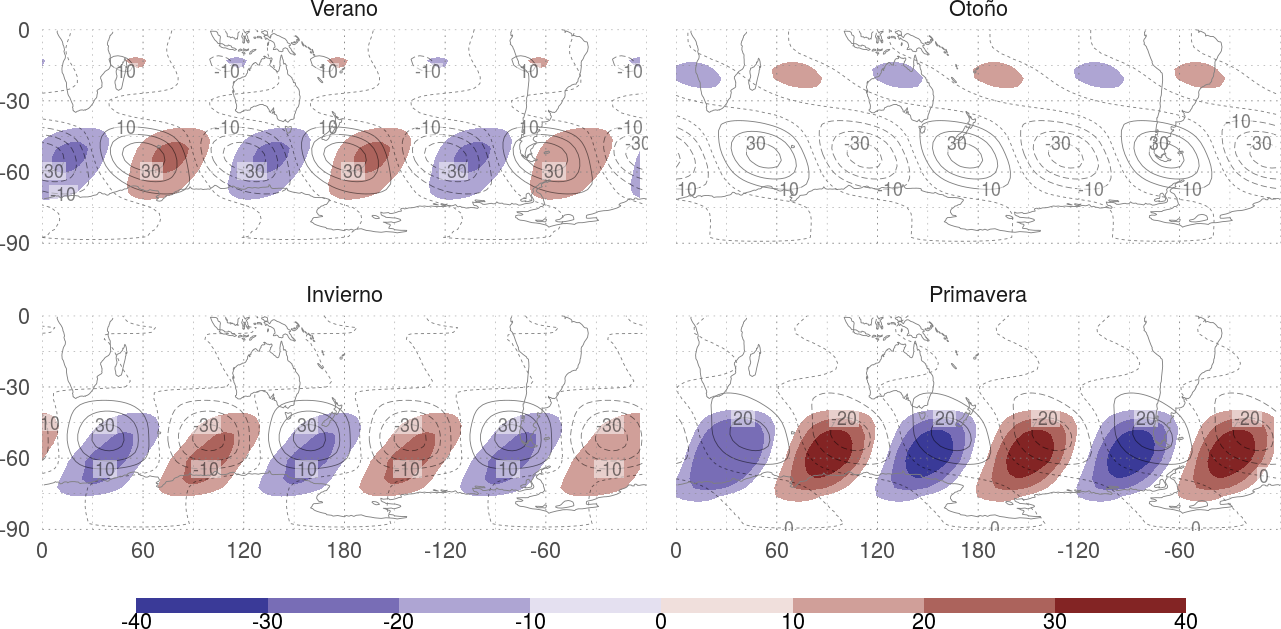 Verano Otoño
0
10 -10 10 -10 10 -10
-30
10 -10 10 -10 10 -10 -10
30 -30 30 -30 30
-60
30 30 -30 30 -30 30
-10 10 -10 10 -10 10 -10
-90
Invierno Primavera
0
-30
10 30 -30 30 -30 30 -30 20 -20 20 -20 20 -20
-60
10 -10 10 -10 10 -10 0
-90 0 0 0
0 60 120 180 -120 -60 0 60 120 180 -120 -60
-40 -30 -20 -10 0 10 20 30 40